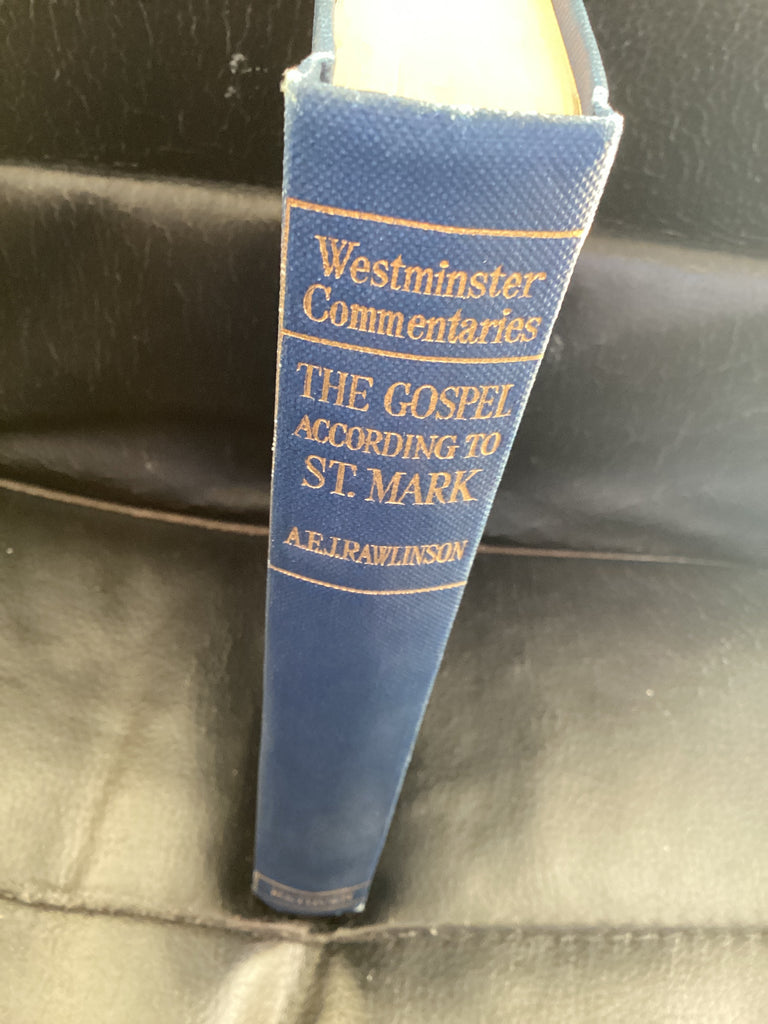 Westminster
Commentaries
THE GOSPEL
ACCORDING TO
ST. MARK
A.E.J.RAWLINSON